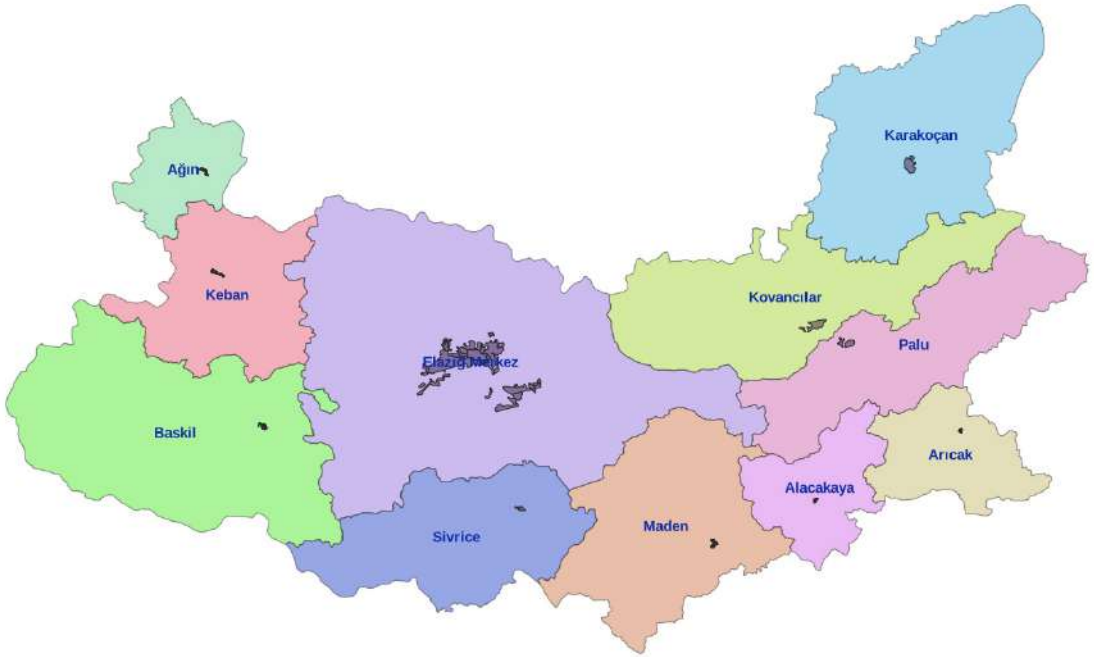 Karakoçan
Ağın
Keban
Kovancılar
Palu
Elazığ Merkez
Baskil
Arıcak
Alacakaya
Maden
Sivrice